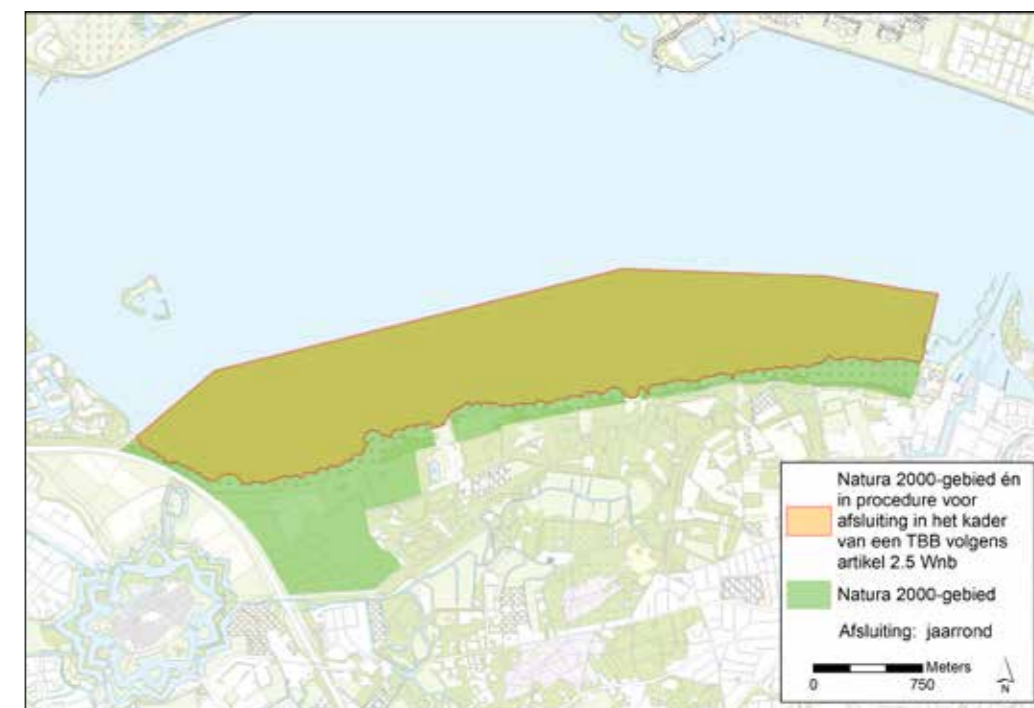 Natura 2000-gebied én
in procedure voor
afsluiting in het kader
van een TBB volgens
artikel 2.5 Wnb
Natura 2000-gebied
Afsluiting: jaarrond
Meters
0 750
N